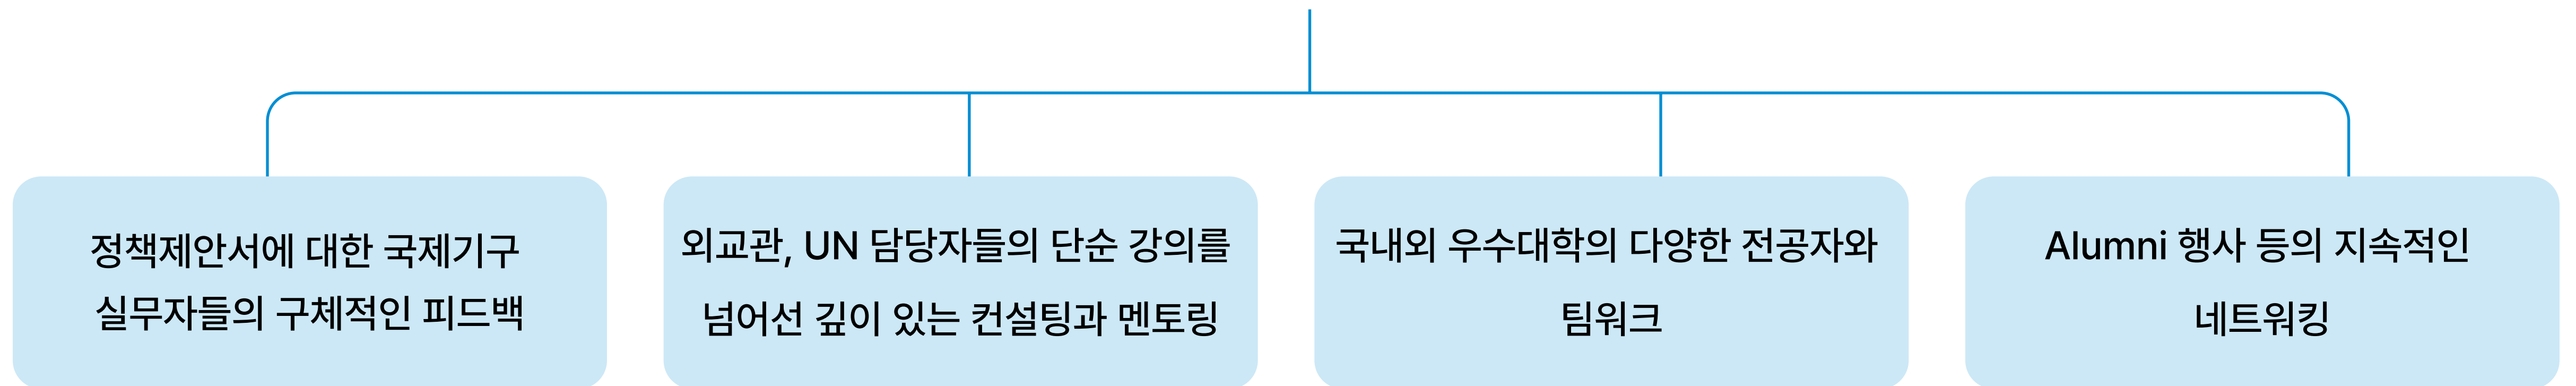 정책제안서에 대한 국제기구
실무자들의 구체적인 피드백
외교관, UN 담당자들의 단순 강의를
넘어선 깊이 있는 컨설팅과 멘토링
국내외 우수대학의 다양한 전공자와
팀워크
Alumni 행사 등의 지속적인
네트워킹